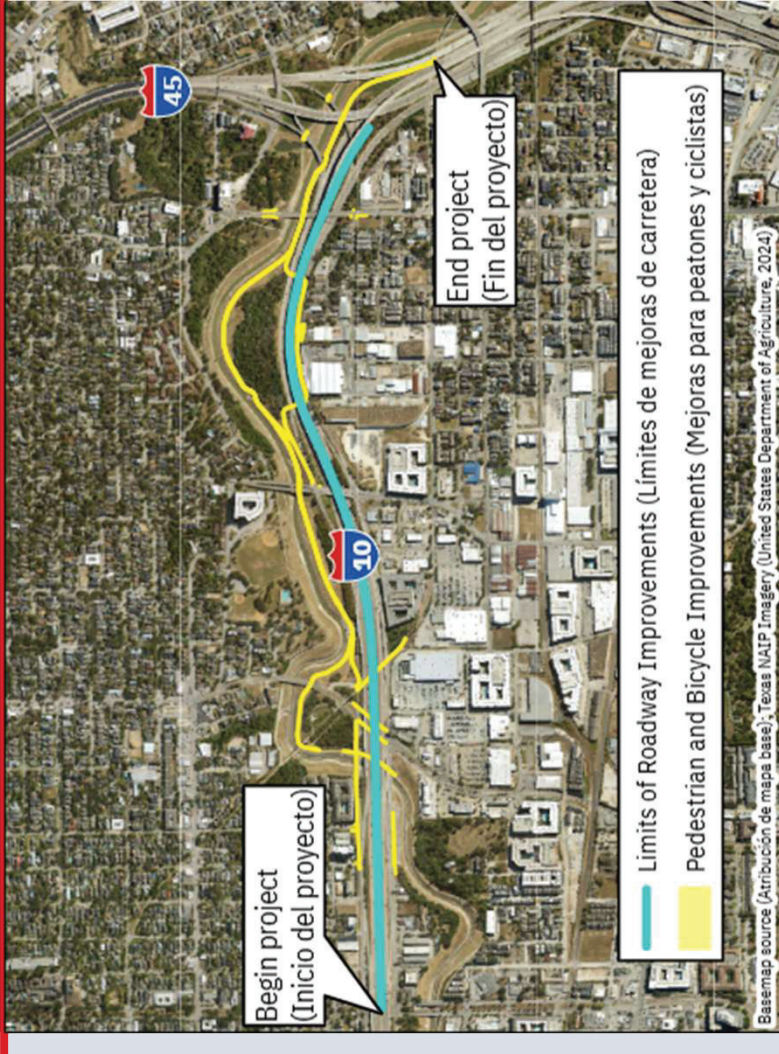 45
Begin project
(Inicio del proyecto)
10
End project
(Fin del proyecto)
Limits of Roadway Improvements (Límites de mejoras de carretera)
Pedestrian and Bicycle Improvements (Mejoras para peatones y ciclistas)
Basemap source (Atribución de mapa base): Texas NAIP Imagery (United States Department of Agriculture, 2024)